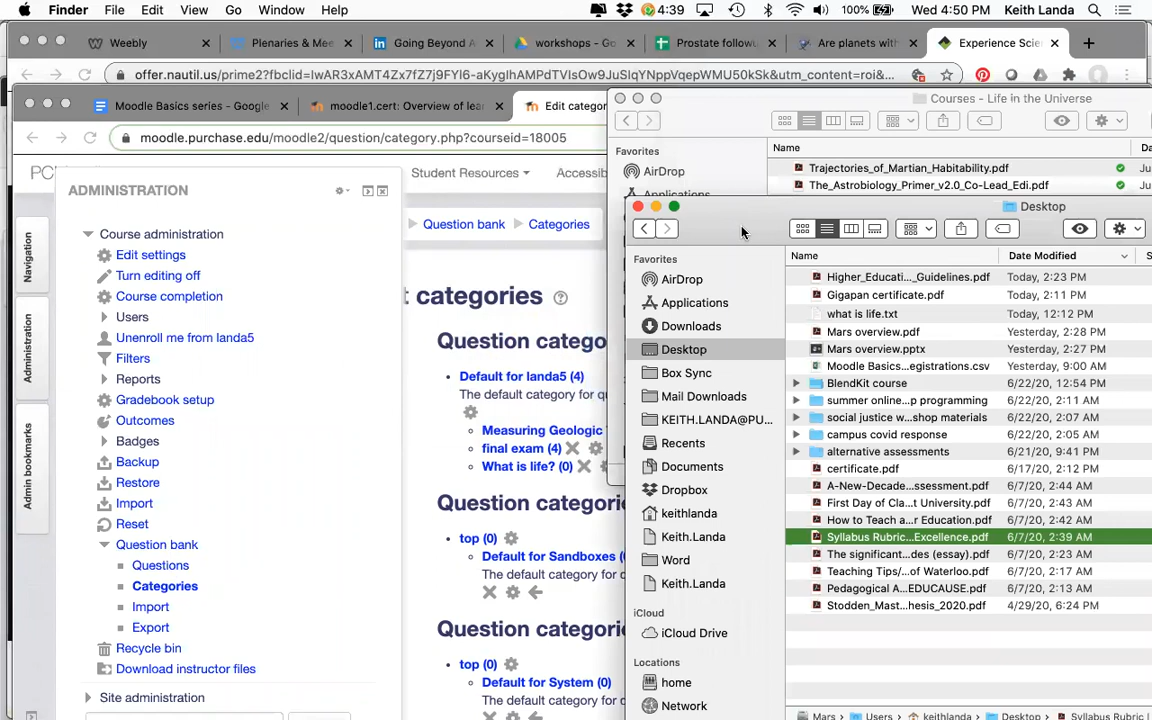 Finder File Edit View Go Window Help 4:39 100% Wed 4:50 PM Keith Landa
Weebly Plenaries & Mee Going Beyond A workshops - Go Prostate followu Are planets with Experience Scie
offer.nautil.us/prime2?fbclid=IwAR3xAMT4Zx7fZ7j9FYI6-aKygIhAMPdTVIsOw9JuSIqYNppVqepWMU50kSk&utm_content=roi&...
Moodle Basics series - Google moodle1.cert: Overview of lear Edit catego
moodle.purchase.edu/moodle2/question/category.php?courseid=18005
Courses - Life in the Universe
Favorites
AirDrop
Applications
Name
Trajectories_of_Martian_Habitability.pdf
The_Astrobiology_Primer_v2.0_Co-Lead_Edi.pdf
Student Resources Accessib
ADMINISTRATION
Navigation
Administration
Admin bookmarks
Course administration
Edit settings
Turn editing off
Course completion
Users
Unenroll me from landa5
Filters
Reports
Gradebook setup
Outcomes
Badges
Backup
Restore
Import
Reset
Question bank
Questions
Categories
Import
Export
Recycle bin
Download instructor files
Site administration
Question bank Categories
t categories
Question catego
Default for landa5 (4)
The default category for qu
Measuring Geologic
final exam (4)
What is life? (0)
Question categori
top (0)
Default for Sandboxes (
The default category for c
Question categori
top (0)
Default for System (0)
The default category for c
Desktop
Favorites
AirDrop
Applications
Downloads
Desktop
Box Sync
Mail Downloads
KEITH.LANDA@PU...
Recents
Documents
Dropbox
keithlanda
Keith.Landa
Word
Keith.Landa
iCloud
iCloud Drive
Locations
home
Network
Name Date Modified
Higher_Educati..._Guidelines.pdf Today, 2:23 PM
Gigapan certificate.pdf Today, 2:11 PM
what is life.txt Today, 12:12 PM
Mars overview.pdf Yesterday, 2:28 PM
Mars overview.pptx Yesterday, 2:27 PM
Moodle Basics...egistrations.csv Yesterday, 9:00 AM
BlendKit course 6/22/20, 12:54 PM
summer online...p programming 6/22/20, 2:11 AM
social justice w...shop materials 6/22/20, 2:07 AM
campus covid response 6/22/20, 2:05 AM
alternative assessments 6/21/20, 9:41 PM
certificate.pdf 6/17/20, 2:12 PM
A-New-Decade...ssessment.pdf 6/7/20, 2:44 AM
First Day of Cla...t University.pdf 6/7/20, 2:43 AM
How to Teach a...r Education.pdf 6/7/20, 2:42 AM
Syllabus Rubric...Excellence.pdf 6/7/20, 2:39 AM
The significant...des (essay).pdf 6/7/20, 2:23 AM
Teaching Tips/...of Waterloo.pdf 6/7/20, 2:17 AM
Pedagogical A...EDUCAUSE.pdf 6/7/20, 2:13 AM
Stodden_Mast...hesis_2020.pdf 4/29/20, 6:24 PM
Mars Users keithlanda Desktop Syllabus Rubric